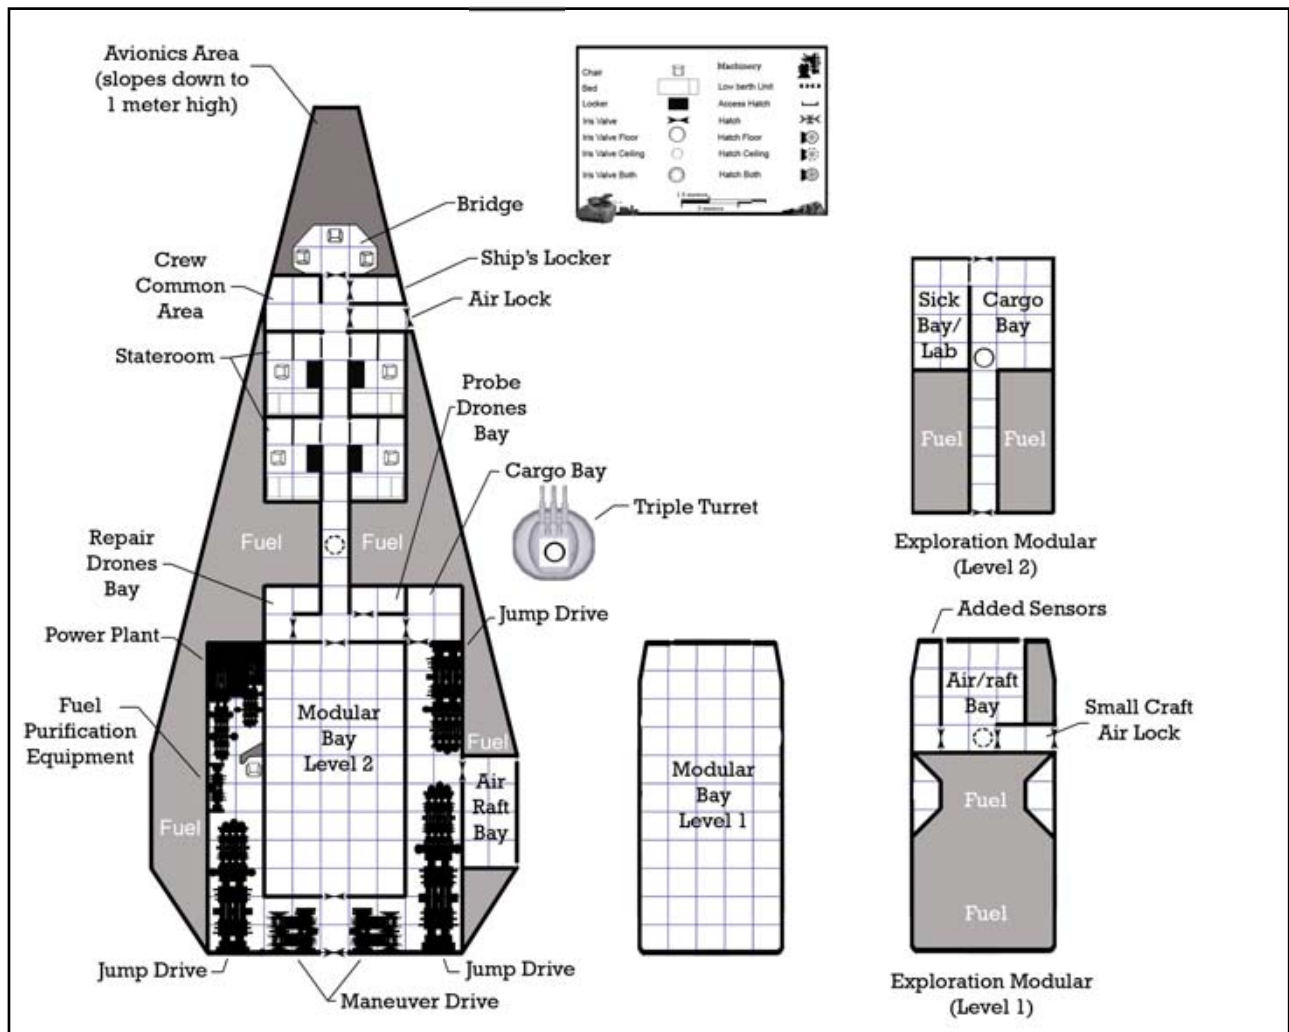 Avionics Area
(slopes down to
1 meter high)
Chair
Machinery
Bed
Low berth Unit
Locker
Access Hatch
Iris Valve
Hatch
Iris Valve Floor
Hatch Floor
Iris Valve Ceiling
Hatch Ceiling
Iris Valve Both
Hatch Both
1.5 meters
3 meters
Bridge
Crew
Common
Area
Ship's Locker
Air Lock
Stateroom
Probe
Drones
Bay
Cargo Bay
Triple Turret
Repair
Drones
Bay
Fuel
Fuel
Jump Drive
Power Plant
Fuel
Purification
Equipment
Modular
Bay
Level 2
Fuel
Air
Raft
Bay
Fuel
Jump Drive
Maneuver Drive
Jump Drive
Modular
Bay
Level 1
Sick
Bay/
Lab
Cargo
Bay
Fuel
Fuel
Exploration Modular
(Level 2)
Added Sensors
Air/raft
Bay
Small Craft
Air Lock
Fuel
Fuel
Exploration Modular
(Level 1)